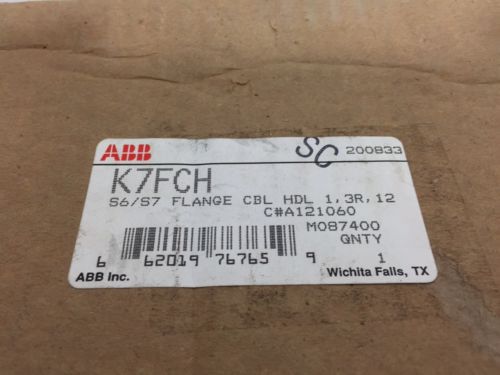 ABB
SC 200833
K7FCH
S6/S7 FLANGE CBL HDL 1,3R,12
C#A121060
M087400
QNTY
6 62019 76765 9 1
ABB Inc. Wichita Falls, TX